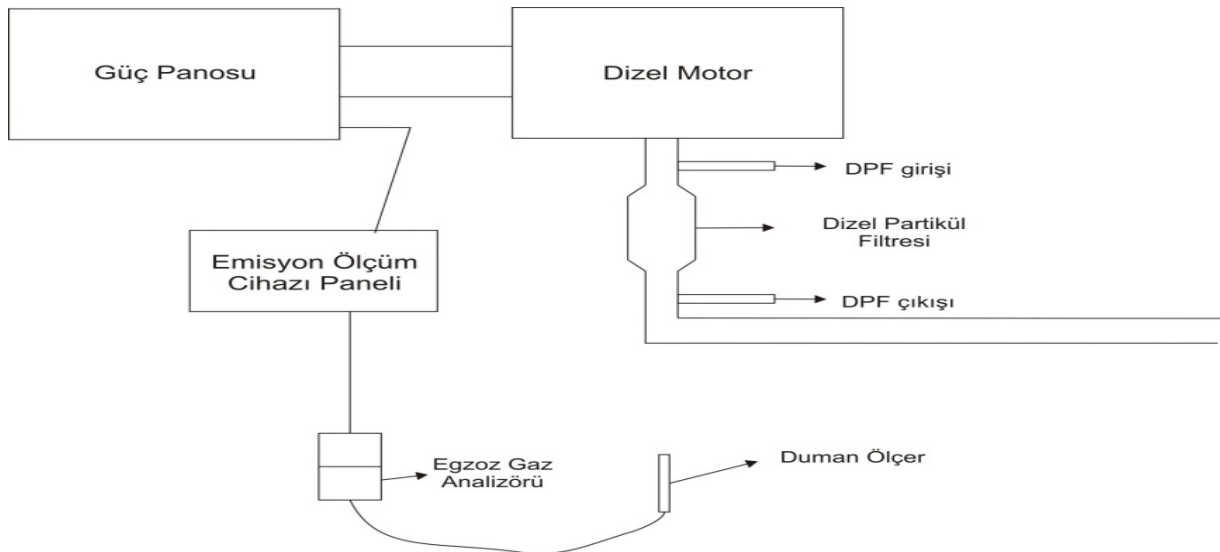 Güç Panosu
Dizel Motor
DPF girişi
Dizel Partikül
Filtresi
Emisyon Ölçüm
Cihazı Paneli
DPF çıkışı
Egzoz Gaz
Analizörü
Duman Ölçer